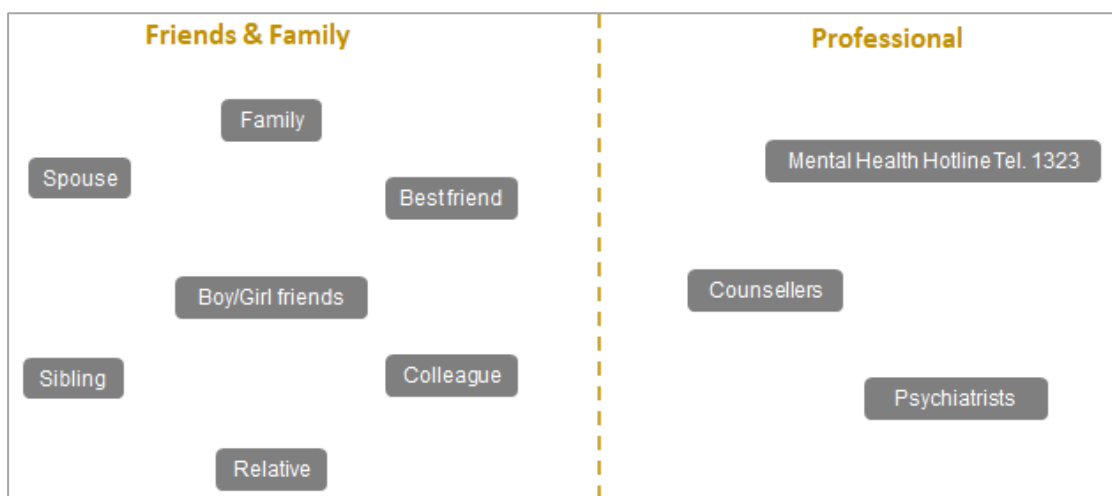 Friends & Family
Family
Spouse
Best friend
Boy/Girl friends
Sibling
Colleague
Relative
Professional
Mental Health Hotline Tel. 1323
Counsellers
Psychiatrists